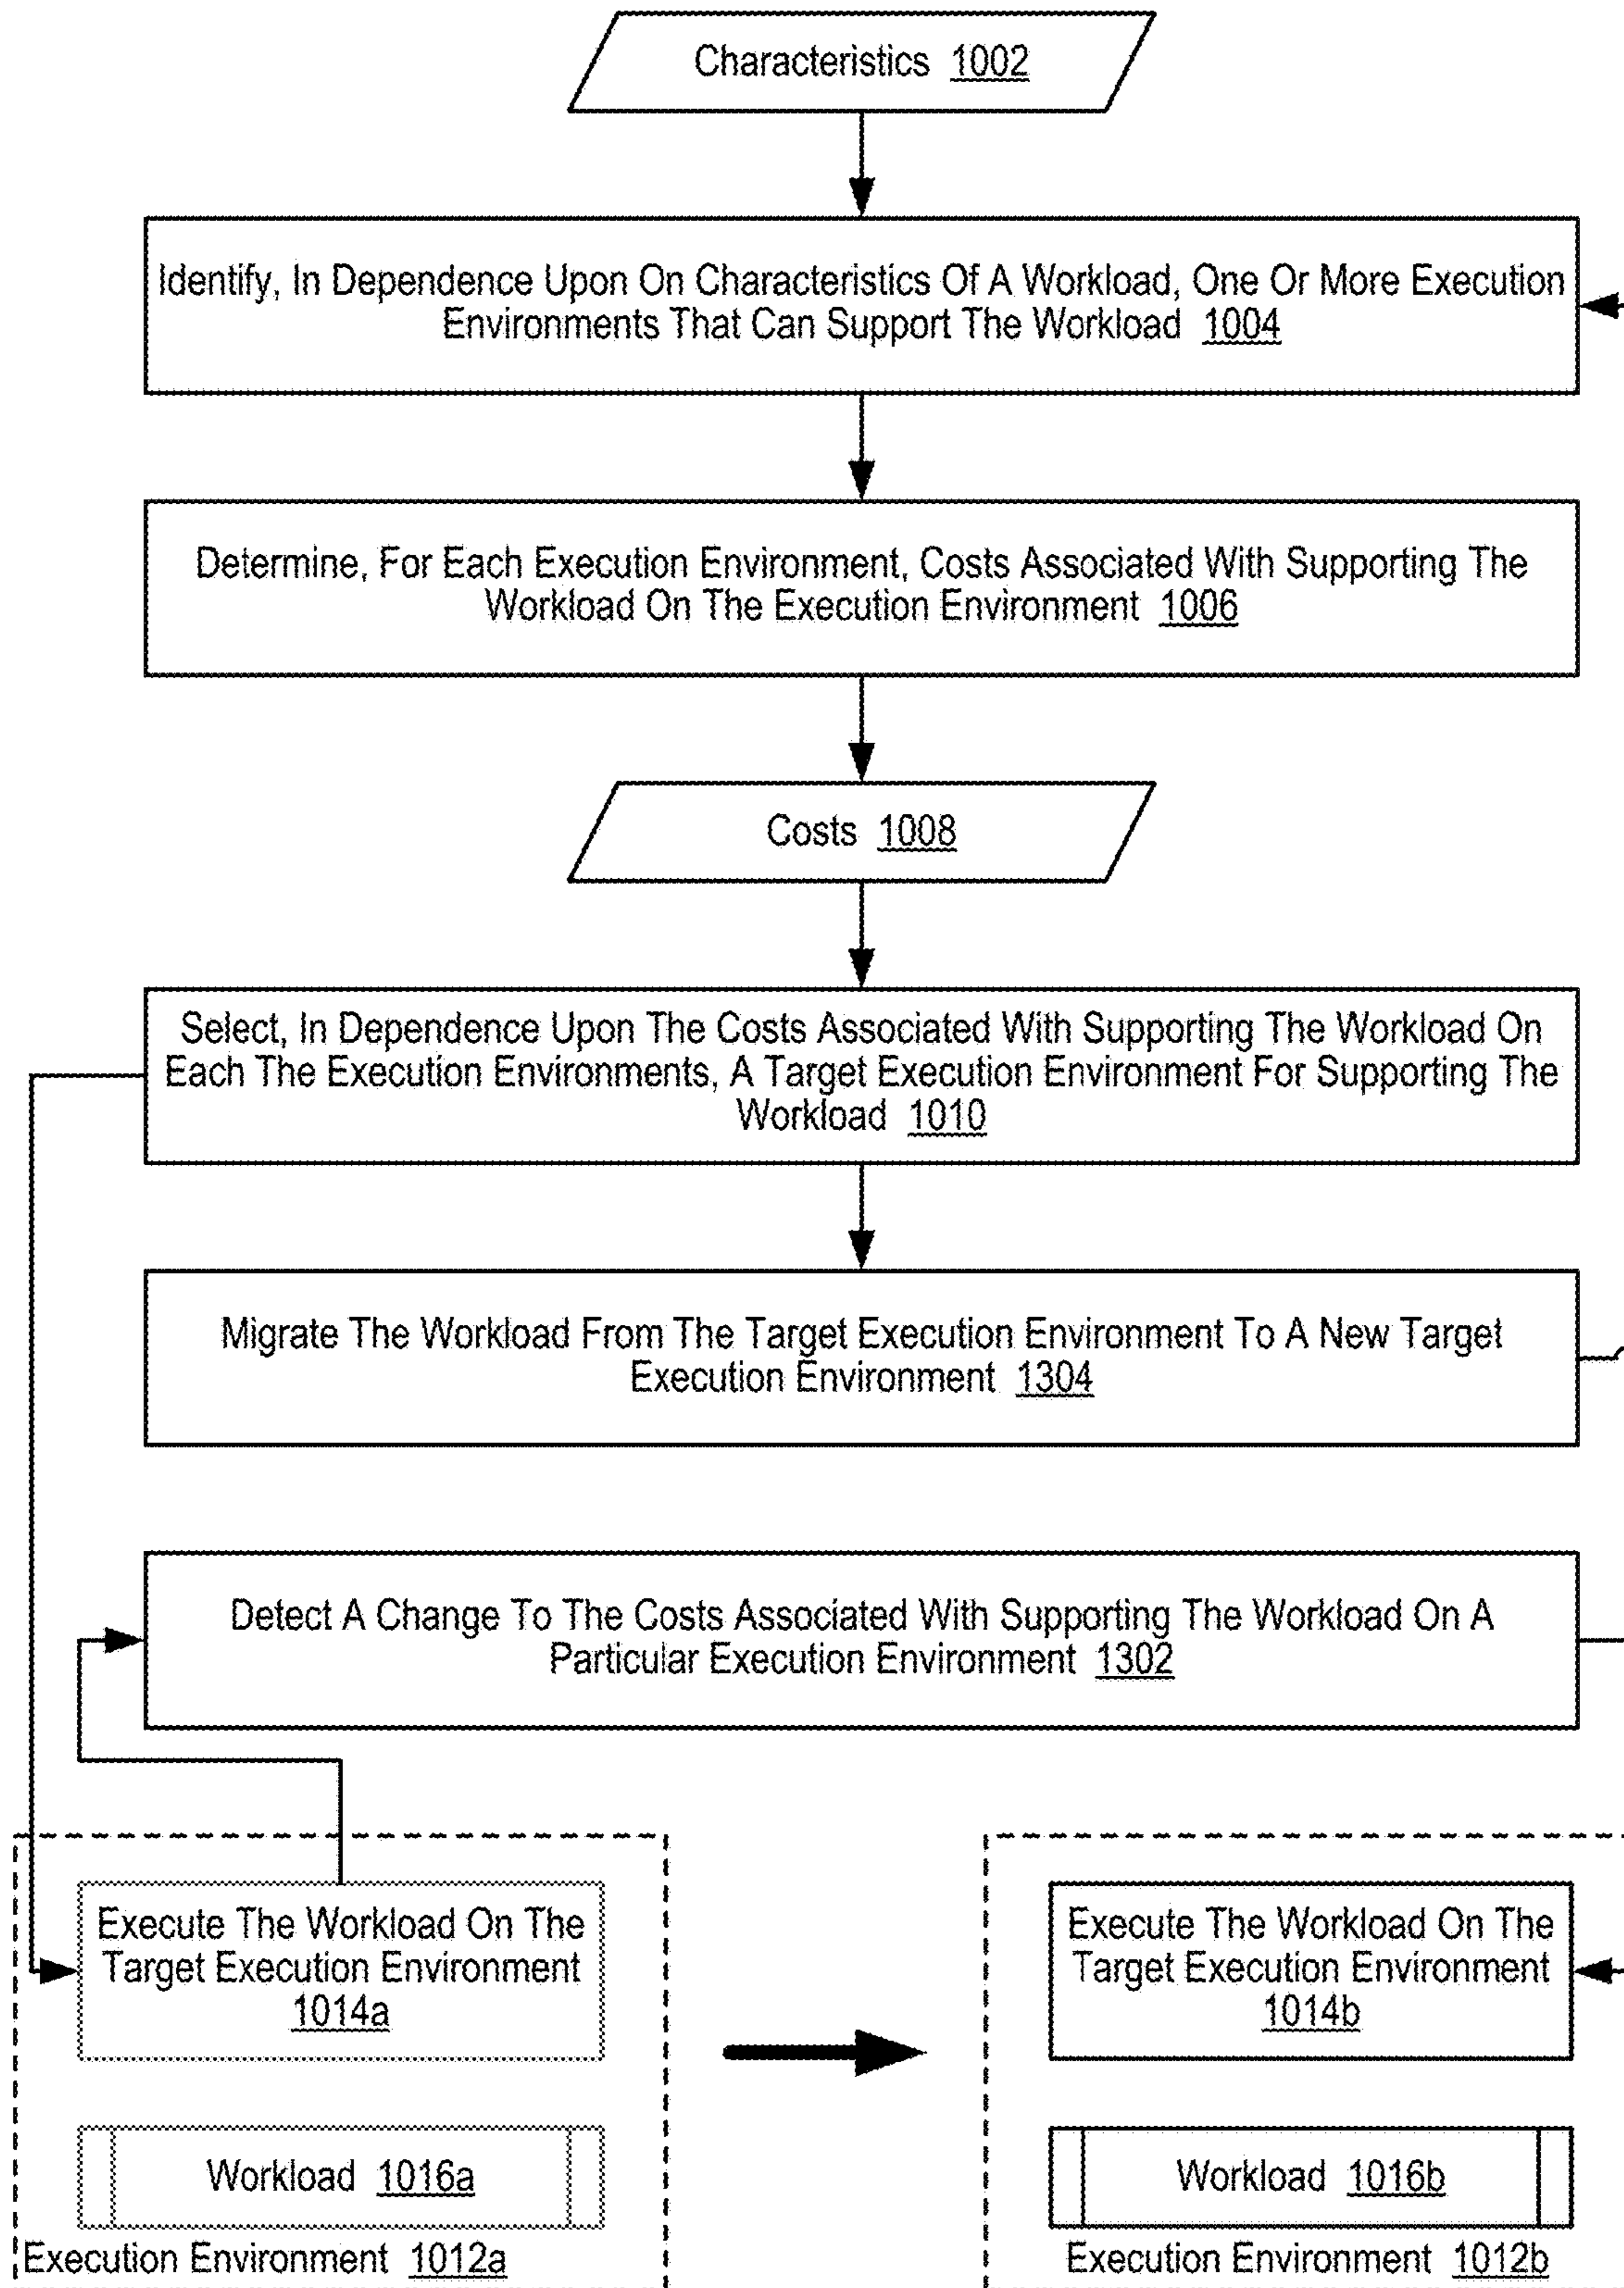 Characteristics 1002
Identify, In Dependence Upon On Characteristics Of A Workload, One Or More Execution
Environments That Can Support The Workload 1004
Determine, For Each Execution Environment, Costs Associated With Supporting The
Workload On The Execution Environment 1006
Costs 1008
Select, In Dependence Upon The Costs Associated With Supporting The Workload On
Each The Execution Environments, A Target Execution Environment For Supporting The
Workload 1010
Migrate The Workload From The Target Execution Environment To A New Target
Execution Environment 1304
Detect A Change To The Costs Associated With Supporting The Workload On A
Particular Execution Environment 1302
Execute The Workload On The
Target Execution Environment
1014a
Workload 1016a
Execution Environment 1012a
Execute The Workload On The
Target Execution Environment
1014b
Workload 1016b
Execution Environment 1012b